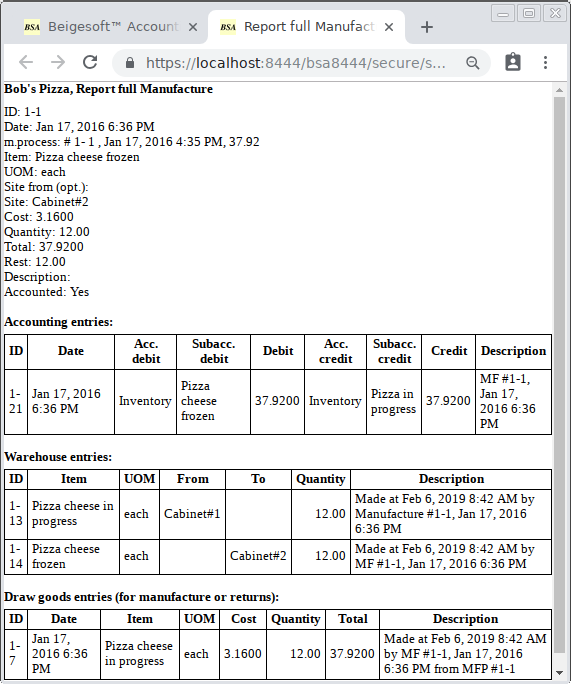 BSA Beigesoft™ Account
BSA Report full Manufact
https://localhost:8444/bsa8444/secure/s...
Bob's Pizza, Report full Manufacture
ID: 1-1
Date: Jan 17, 2016 6:36 PM
m.process: # 1- 1 , Jan 17, 2016 4:35 PM, 37.92
Item: Pizza cheese frozen
UOM: each
Site from (opt.):
Site: Cabinet#2
Cost: 3.1600
Quantity: 12.00
Total: 37.9200
Rest: 12.00
Description:
Accounted: Yes
Accounting entries:
ID Date Acc. debit Subacc. debit Debit Acc. credit Subacc. credit Credit Description
1-21 Jan 17, 2016 6:36 PM Inventory Pizza cheese frozen 37.9200 Inventory Pizza in progress 37.9200 MF #1-1, Jan 17, 2016 6:36 PM
Warehouse entries:
ID Item UOM From To Quantity Description
1-13 Pizza cheese in progress each Cabinet#1 12.00 Made at Feb 6, 2019 8:42 AM by Manufacture #1-1, Jan 17, 2016 6:36 PM
1-14 Pizza cheese frozen each Cabinet#2 12.00 Made at Feb 6, 2019 8:42 AM by MF #1-1, Jan 17, 2016 6:36 PM
Draw goods entries (for manufacture or returns):
ID Date Item UOM Cost Quantity Total Description
1-7 Jan 17, 2016 6:36 PM Pizza cheese in progress each 3.1600 12.00 37.9200 Made at Feb 6, 2019 8:42 AM by MF #1-1, Jan 17, 2016 6:36 PM from MFP #1-1